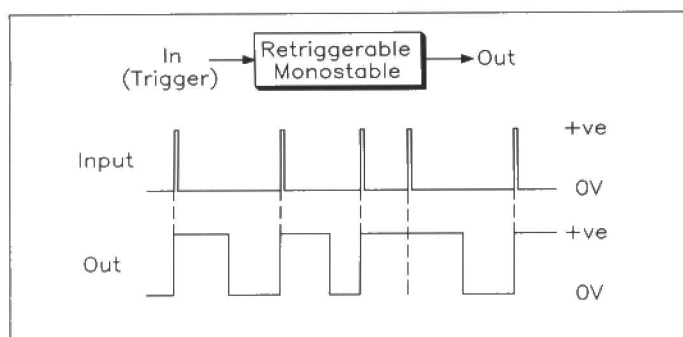 In
(Trigger)
Retriggerable
Monostable
Out
Input
+ve
0V
Out
+ve
0V